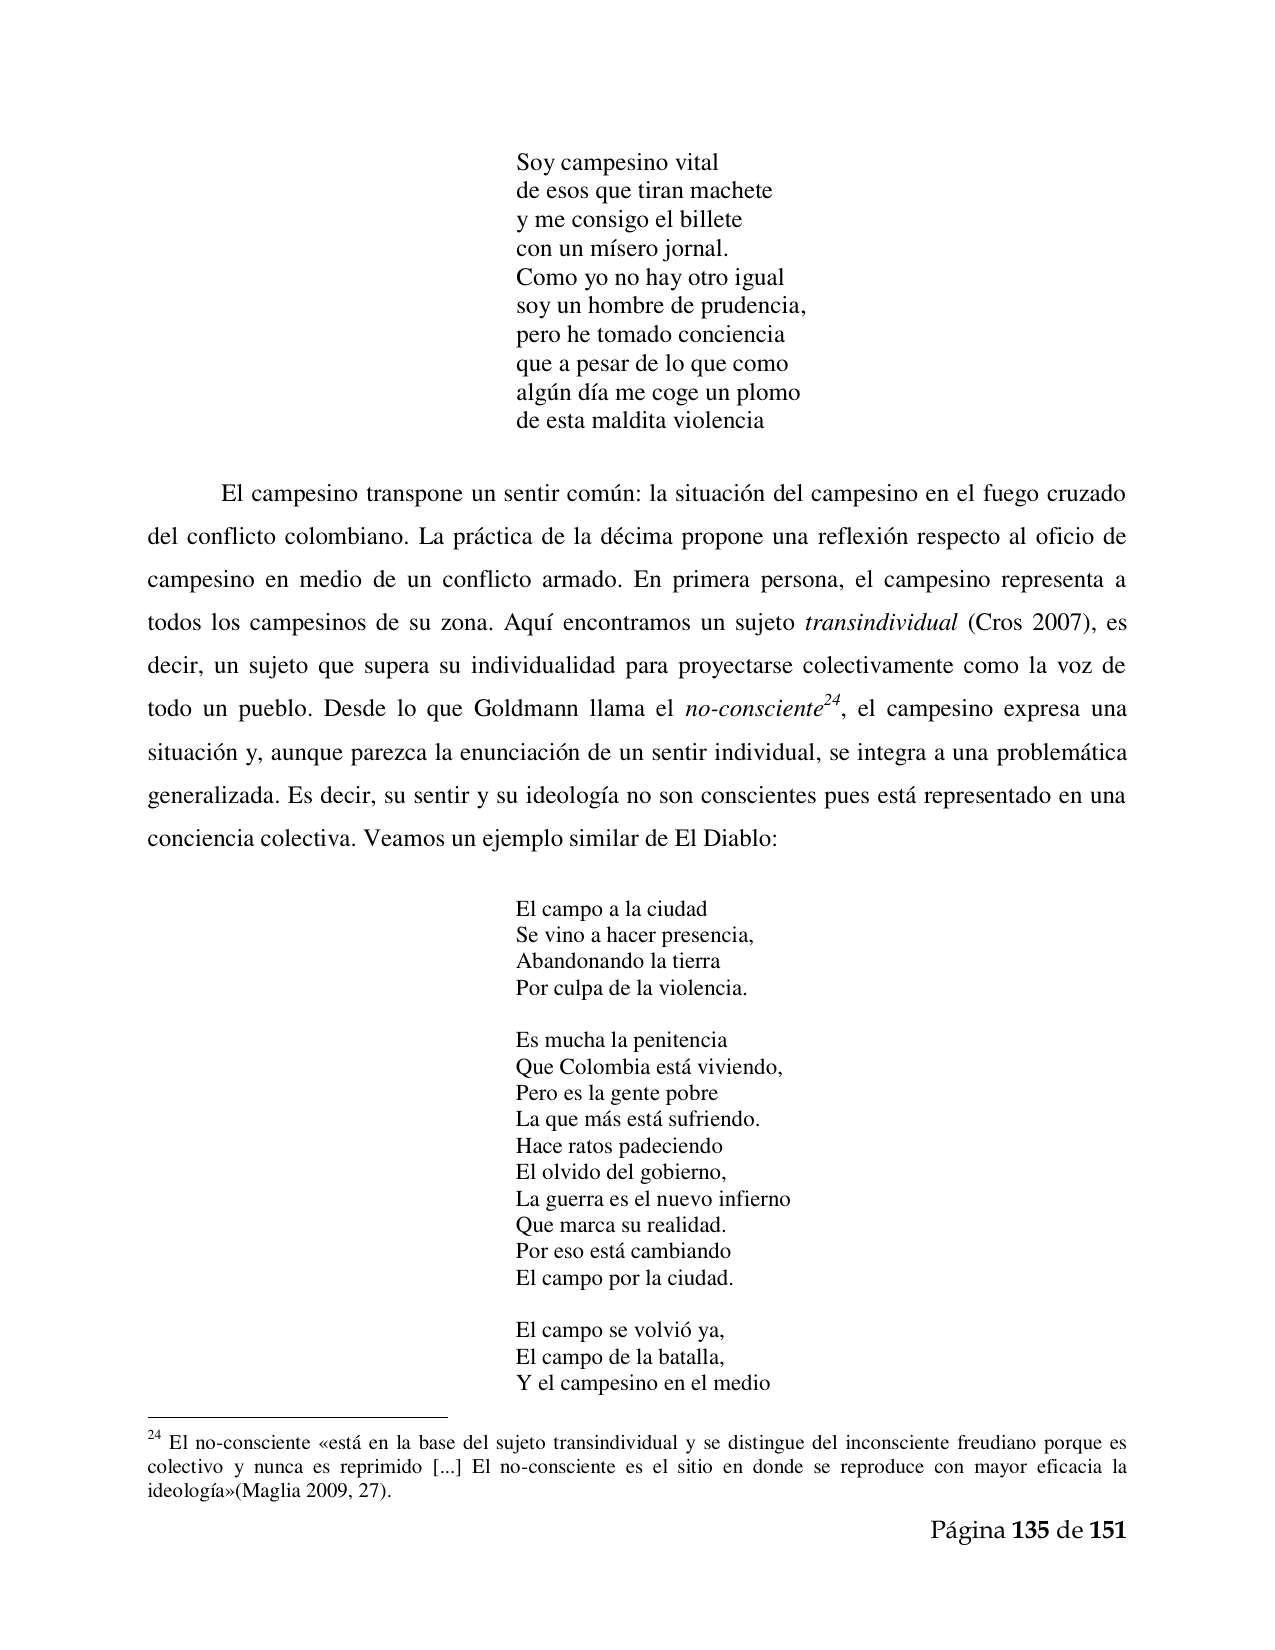 Soy campesino vital
de esos que tiran machete
y me consigo el billete
con un mísero jornal.
Como yo no hay otro igual
soy un hombre de prudencia,
pero he tomado conciencia
que a pesar de lo que como
algún día me coge un plomo
de esta maldita violencia
El campesino transpone un sentir común: la situación del campesino en el fuego cruzado
del conflicto colombiano. La práctica de la décima propone una reflexión respecto al oficio de
campesino en medio de un conflicto armado. En primera persona, el campesino representa a
todos los campesinos de su zona. Aquí encontramos un sujeto transindividual (Cros 2007), es
decir, un sujeto que supera su individualidad para proyectarse colectivamente como la voz de
todo un pueblo. Desde lo que Goldmann llama el no-consciente24, el campesino expresa una
situación y, aunque parezca la enunciación de un sentir individual, se integra a una problemática
generalizada. Es decir, su sentir y su ideología no son conscientes pues está representado en una
conciencia colectiva. Veamos un ejemplo similar de El Diablo:
El campo a la ciudad
Se vino a hacer presencia,
Abandonando la tierra
Por culpa de la violencia.
Es mucha la penitencia
Que Colombia está viviendo,
Pero es la gente pobre
La que más está sufriendo.
Hace ratos padeciendo
El olvido del gobierno,
La guerra es el nuevo infierno
Que marca su realidad.
Por eso está cambiando
El campo por la ciudad.
El campo se volvió ya,
El campo de la batalla,
Y el campesino en el medio
24 El no-consciente «está en la base del sujeto transindividual y se distingue del inconsciente freudiano porque es
colectivo y nunca es reprimido [...] El no-consciente es el sitio en donde se reproduce con mayor eficacia la
ideología»(Maglia 2009, 27).
Página 135 de 151